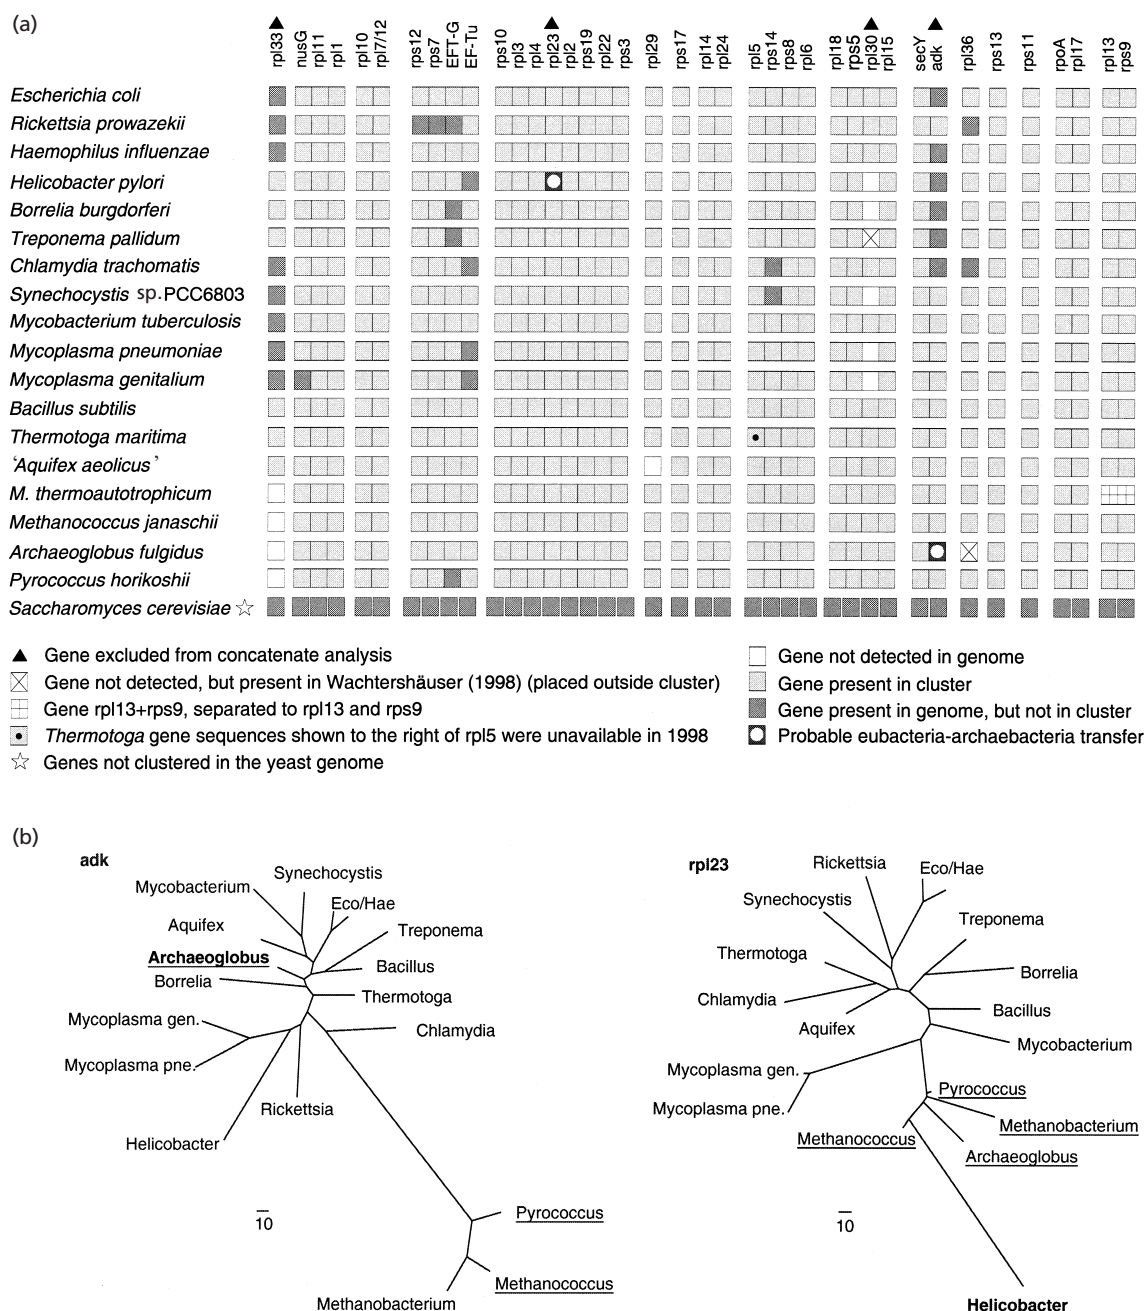 (a)
rpl33 nusG rpl11 rpl1 rpl10 rpl7/12 rps12 rps7 EFT-G EF-Tu rps10 rpl3 rpl4 rpl23 rpl2 rps19 rpl22 rps3 rpl29 rps17 rpl14 rpl24 rpl5 rps14 rps8 rpl6 rpl18 rps5 rpl30 rpl15 secY adk rpl36 rps13 rps11 rpoA rpl17 rpl13 rps9
Escherichia coli
Rickettsia prowazekii
Haemophilus influenzae
Helicobacter pylori
Borrelia burgdorferi
Treponema pallidum
Chlamydia trachomatis
Synechocystis sp.PCC6803
Mycobacterium tuberculosis
Mycoplasma pneumoniae
Mycoplasma genitalium
Bacillus subtilis
Thermotoga maritima
‘Aquifex aeolicus’
M. thermoautotrophicum
Methanococcus janaschii
Archaeoglobus fulgidus
Pyrococcus horikoshii
Saccharomyces cerevisiae ☆
▲ Gene excluded from concatenate analysis
Gene not detected, but present in Wachtershäuser (1998) (placed outside cluster)
Gene rpl13+rps9, separated to rpl13 and rps9
Thermotoga gene sequences shown to the right of rpl5 were unavailable in 1998
☆ Genes not clustered in the yeast genome
Gene not detected in genome
Gene present in cluster
Gene present in genome, but not in cluster
Probable eubacteria-archaebacteria transfer
(b)
adk
Synechocystis
Mycobacterium
Eco/Hae
Aquifex
Treponema
Archaeoglobus
Bacillus
Borrelia
Thermotoga
Mycoplasma gen.
Chlamydia
Mycoplasma pne.
Rickettsia
Helicobacter
Pyrococcus
10
Methanococcus
Methanobacterium
rpl23
Rickettsia
Eco/Hae
Synechocystis
Treponema
Thermotoga
Borrelia
Chlamydia
Bacillus
Aquifex
Mycobacterium
Mycoplasma gen.
Pyrococcus
Mycoplasma pne.
Methanobacterium
Methanococcus
Archaeoglobus
10
Helicobacter